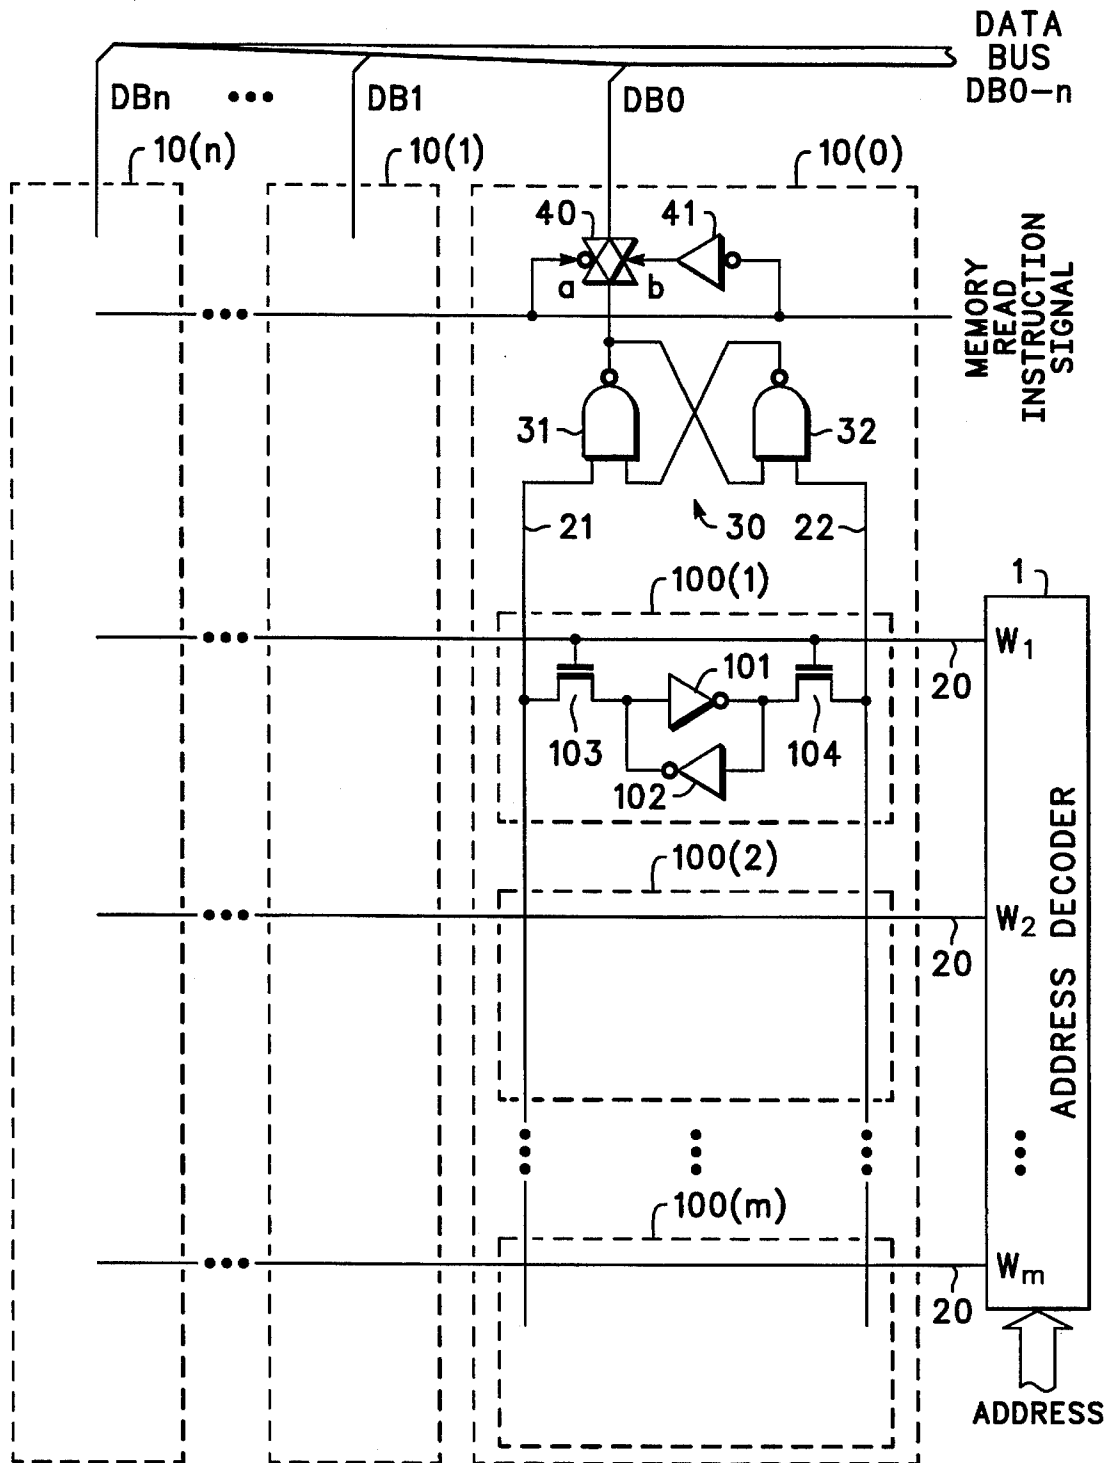 DATA
BUS
DB0-n
DBn
DB1
DB0
10(n)
10(1)
10(0)
40
41
a
b
MEMORY
READ
INSTRUCTION
SIGNAL
31
32
21
30
22
100(1)
1
W1
20
101
103
104
102
100(2)
W2
20
ADDRESS DECODER
100(m)
Wm
20
ADDRESS